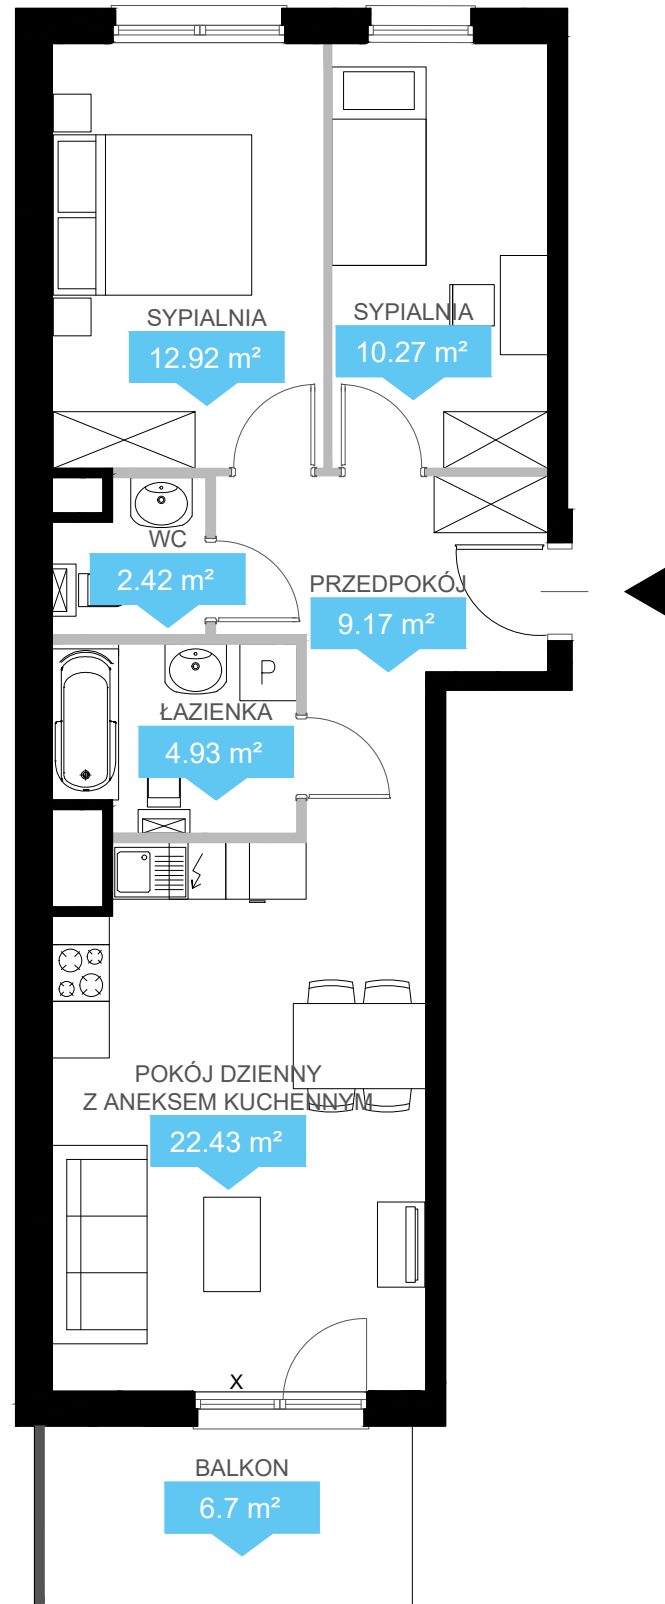 SYPIALNIA
12.92 m²
SYPIALNIA
10.27 m²
WC
2.42 m²
PRZEDPOKÓJ
9.17 m²
P
ŁAZIENKA
4.93 m²
POKÓJ DZIENNY
Z ANEKSEM KUCHENNYM
22.43 m²
X
BALKON
6.7 m²